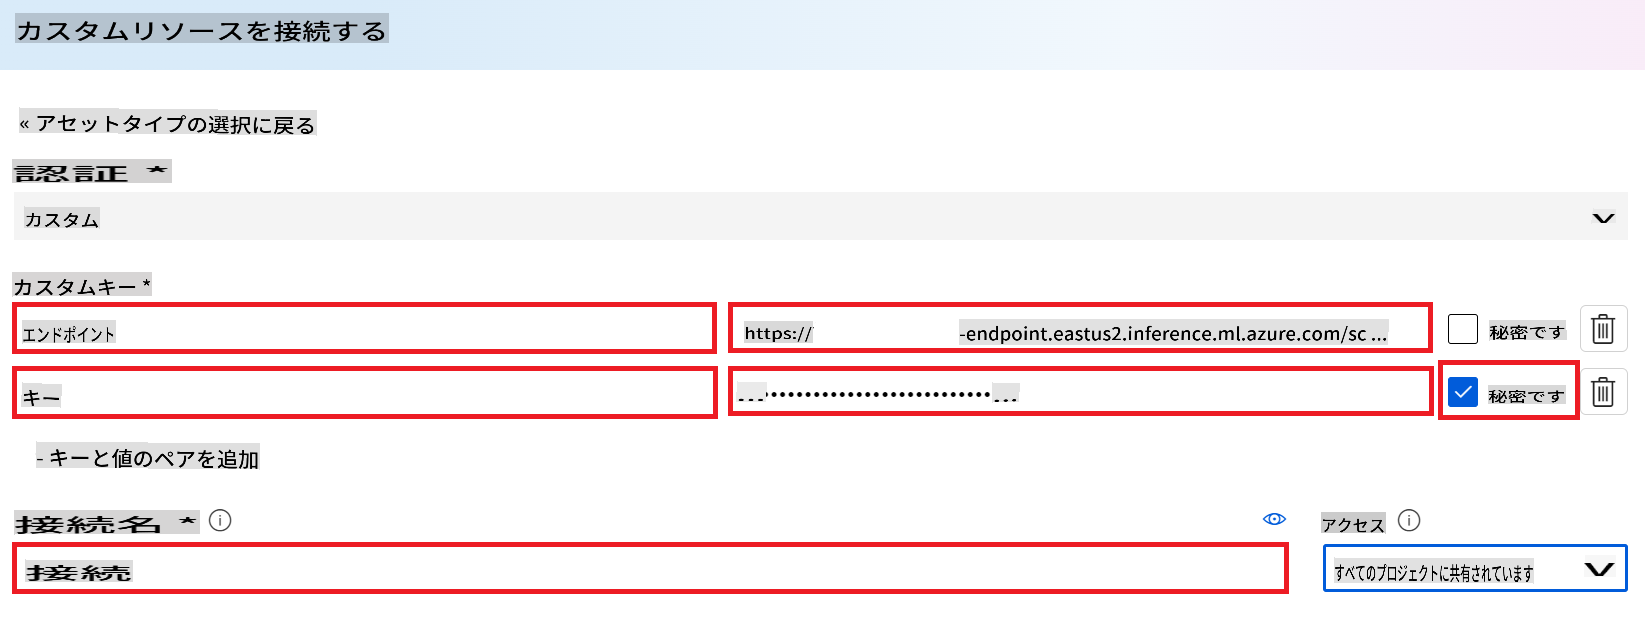 カスタムリソースを接続する
« アセットタイプの選択に戻る
認証 *
カスタム
カスタムキー *
エンドポイント https:// -endpoint.eastus2.inference.ml.azure.com/sc ... 秘密です
キー ...•••••••••••••••••••••••••••••... 秘密です
- キーと値のペアを追加
接続名 * アクセス
接続 すべてのプロジェクトに共有されています